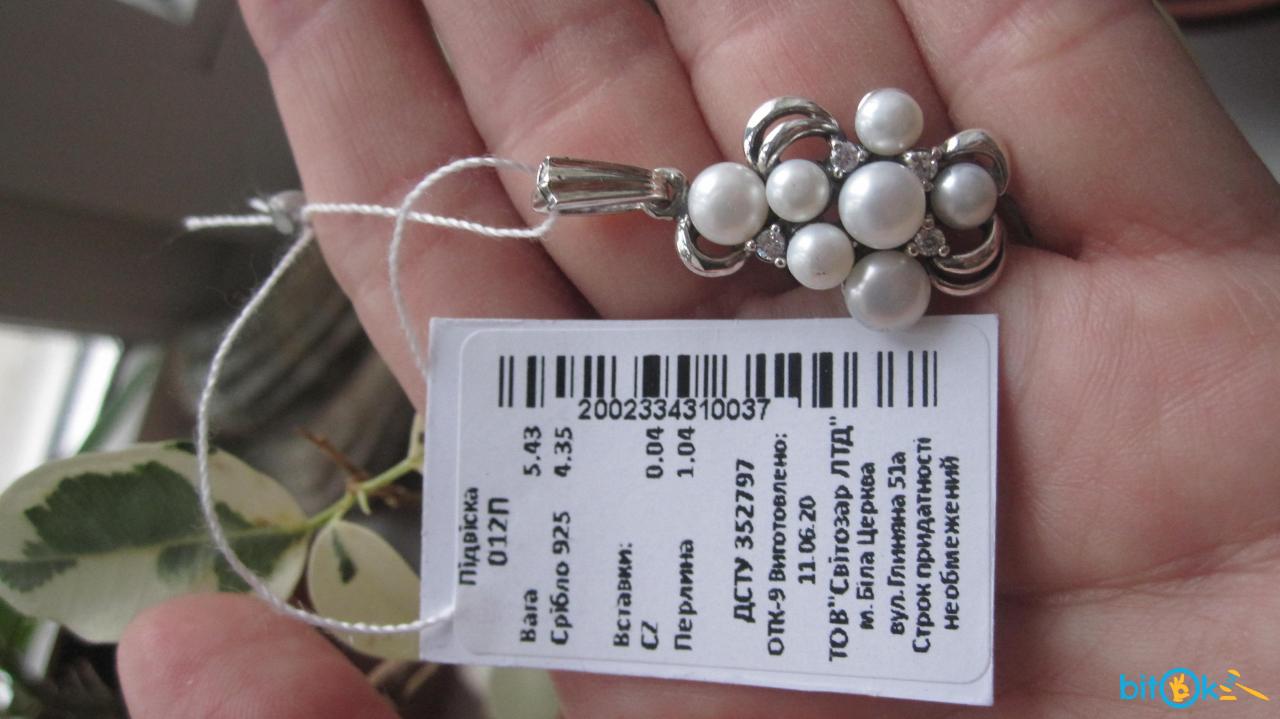 2002334310037
Підвіска
012П
Вага 5.43
Срібло 925 4.35
Вставки:
CZ 0.04
Перлина 1.04
ДСТУ 352797
ОТК-9 Виготовлено:
11.06.20
ТОВ"Світозар ЛТД"
м. Біла Церква
вул.Глиняна 51а
Строк придатності
необмежений
bitOk